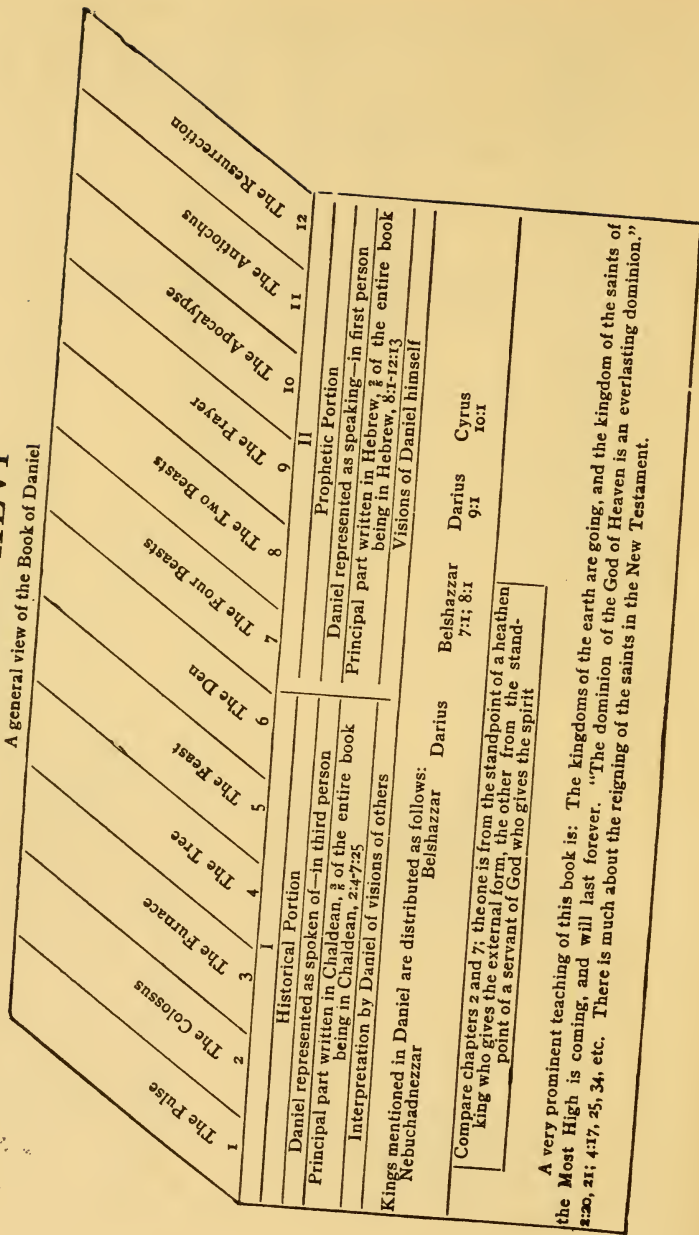 A general view of the Book of Daniel
The Pulse
The Colossus
The Furnace
The Tree
The Feast
The Den
The Four Beasts
The Two Beasts
The Prayer
The Apocalypse
The Antiochus
The Resurrection
1
2
3
4
5
6
7
8
9
10
11
12
I
Historical Portion
Daniel represented as spoken of—in third person
Principal part written in Chaldean, of the entire book
being in Chaldean, 2:4-7:25
Interpretation by Daniel of visions of others
II
Prophetic Portion
Daniel represented as speaking—in first person
Principal part written in Hebrew, of the entire book
being in Hebrew, 8:1-12:13
Visions of Daniel himself
Kings mentioned in Daniel are distributed as follows:
Nebuchadnezzar Belshazzar Darius Belshazzar Darius Cyrus
7:1; 8:1 9:1 10:1
Compare chapters 2 and 7; the one is from the standpoint of a heathen
king who gives the external form, the other from the stand-
point of a servant of God who gives the spirit
A very prominent teaching of this book is: The kingdoms of the earth are going, and the kingdom of the saints of
the Most High is coming, and will last forever. "The dominion of the God of Heaven is an everlasting dominion."
2:20, 21; 4:17, 25, 34, etc. There is much about the reigning of the saints in the New Testament.